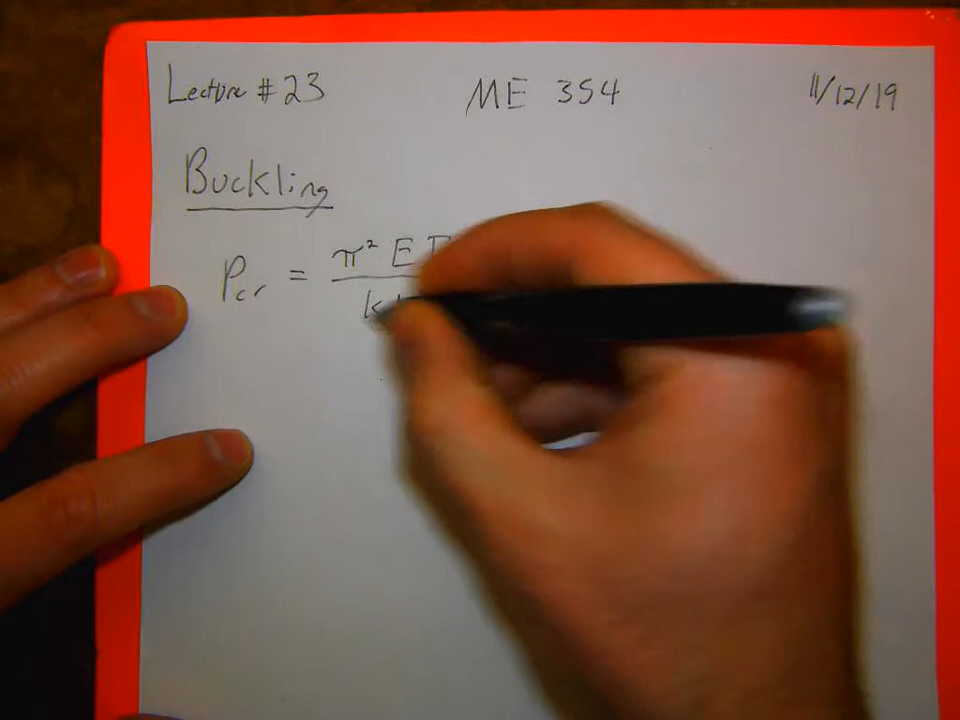 Lecture #23 ME 354 11/12/19
Buckling
Pcr = π² E I
k